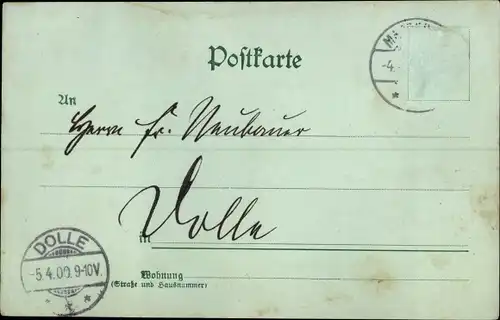 Postkarte
An
Herrn Fr. Neubauer
in Dolle
Wohnung
(Straße und Hausnummer)
DOLLE
-5.4.00.9-10V.